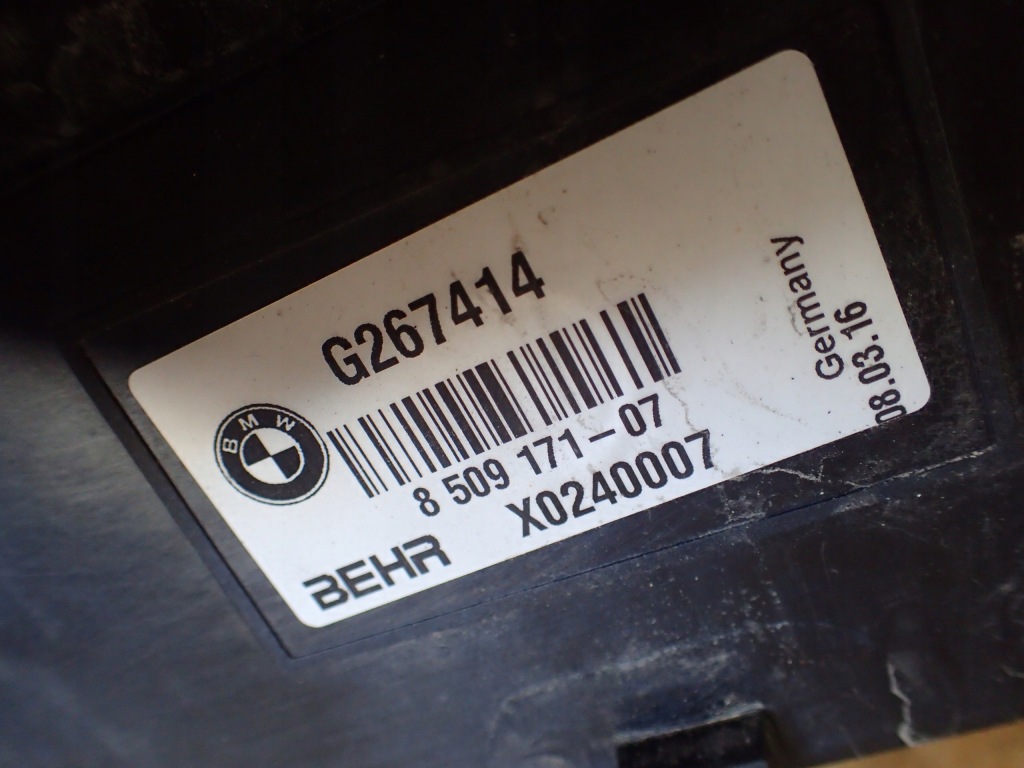 G267414
BMW
8 509 171-07
X0240007
BEHR
Germany
08.03.16